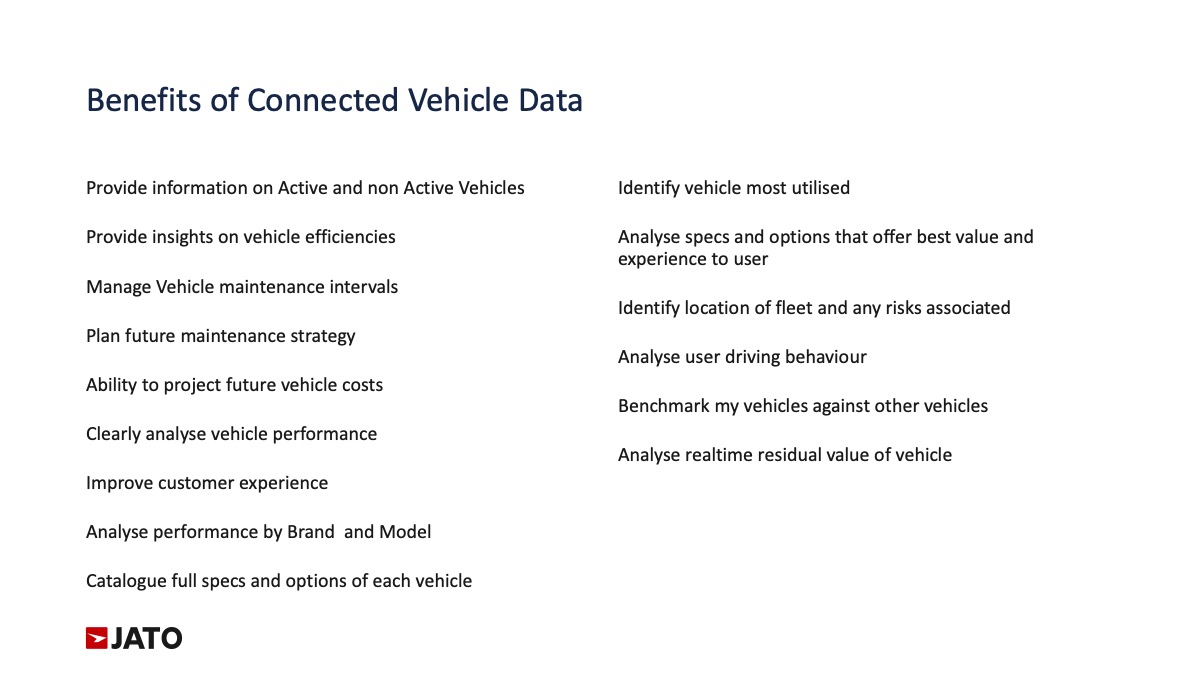 Benefits of Connected Vehicle Data
Provide information on Active and non Active Vehicles
Provide insights on vehicle efficiencies
Manage Vehicle maintenance intervals
Plan future maintenance strategy
Ability to project future vehicle costs
Clearly analyse vehicle performance
Improve customer experience
Analyse performance by Brand  and Model
Catalogue full specs and options of each vehicle
Identify vehicle most utilised
Analyse specs and options that offer best value and
experience to user
Identify location of fleet and any risks associated
Analyse user driving behaviour
Benchmark my vehicles against other vehicles
Analyse realtime residual value of vehicle
JATO